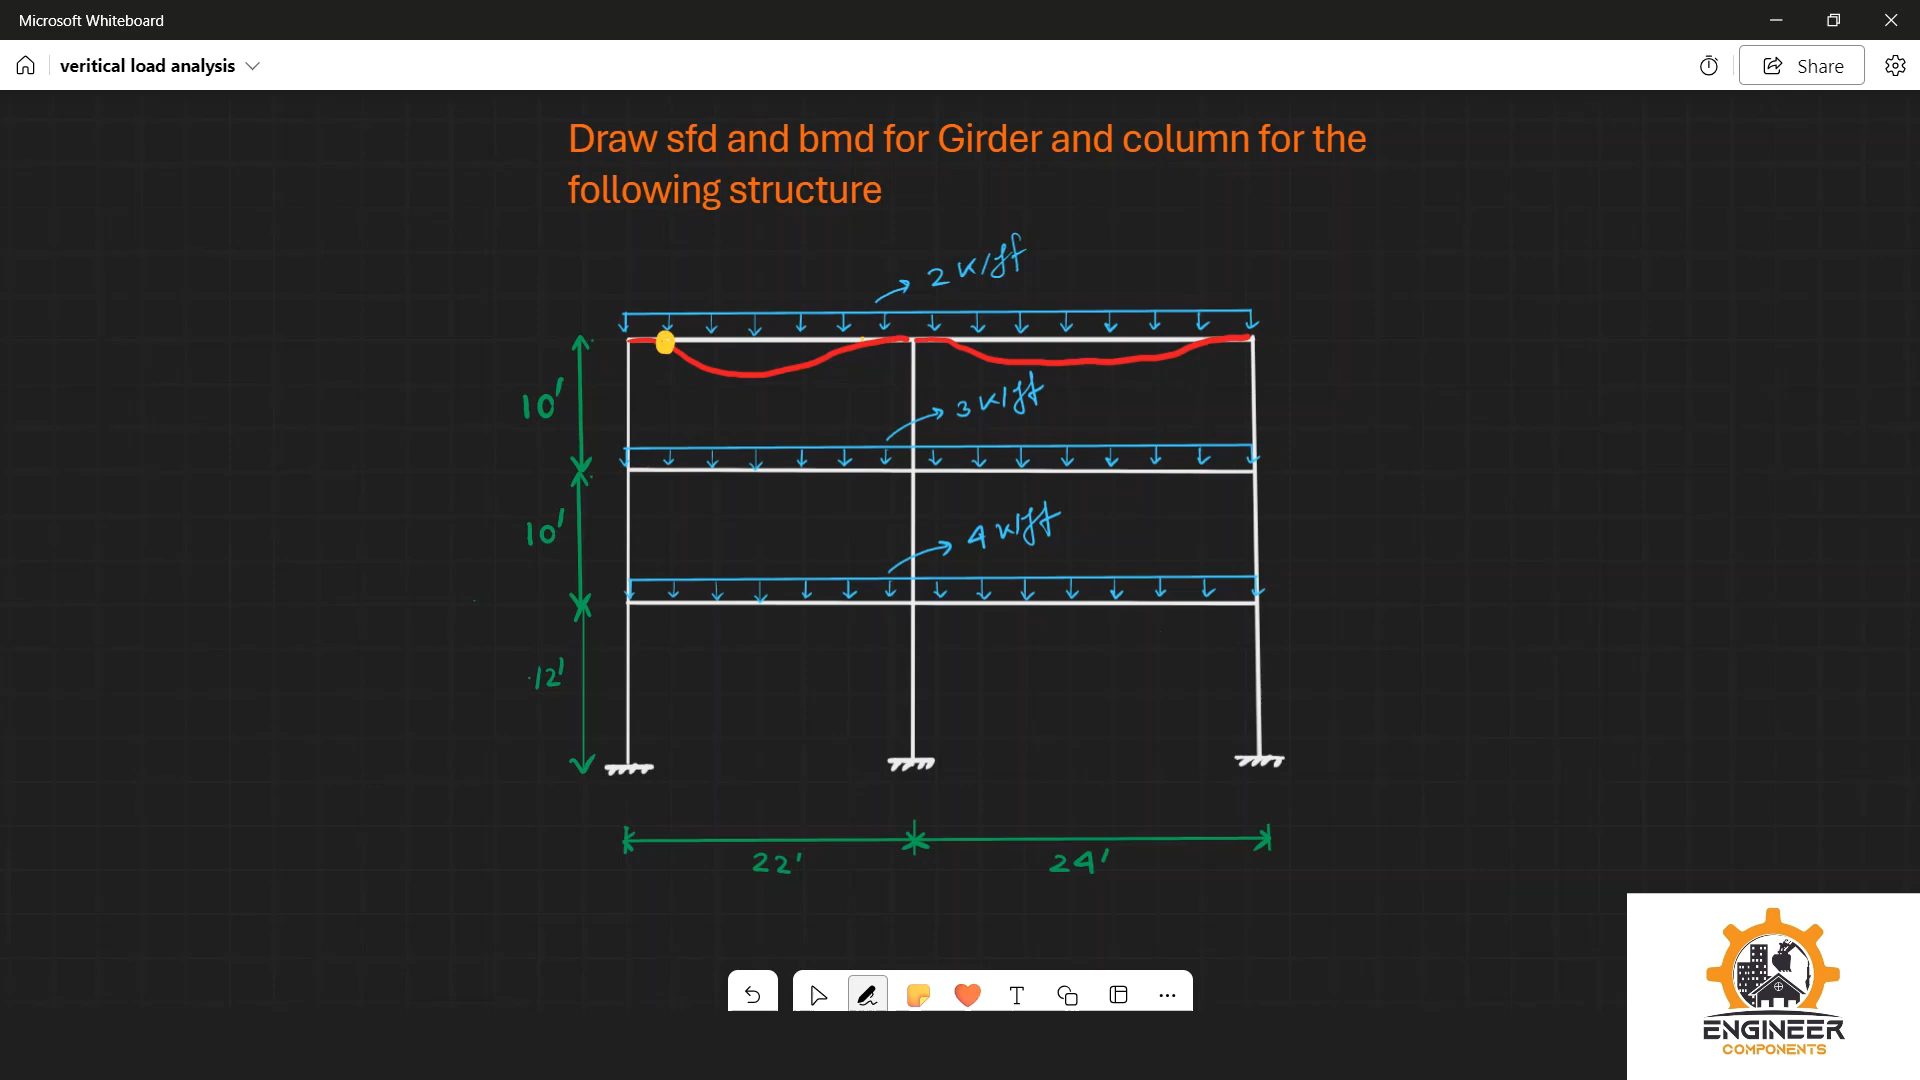 Microsoft Whiteboard
veritical load analysis
Share
Draw sfd and bmd for Girder and column for the
following structure
2 K/ft
10'
3 K/ft
10'
4 K/ft
12'
22'
24'
T
ENGINEER
COMPONENTS